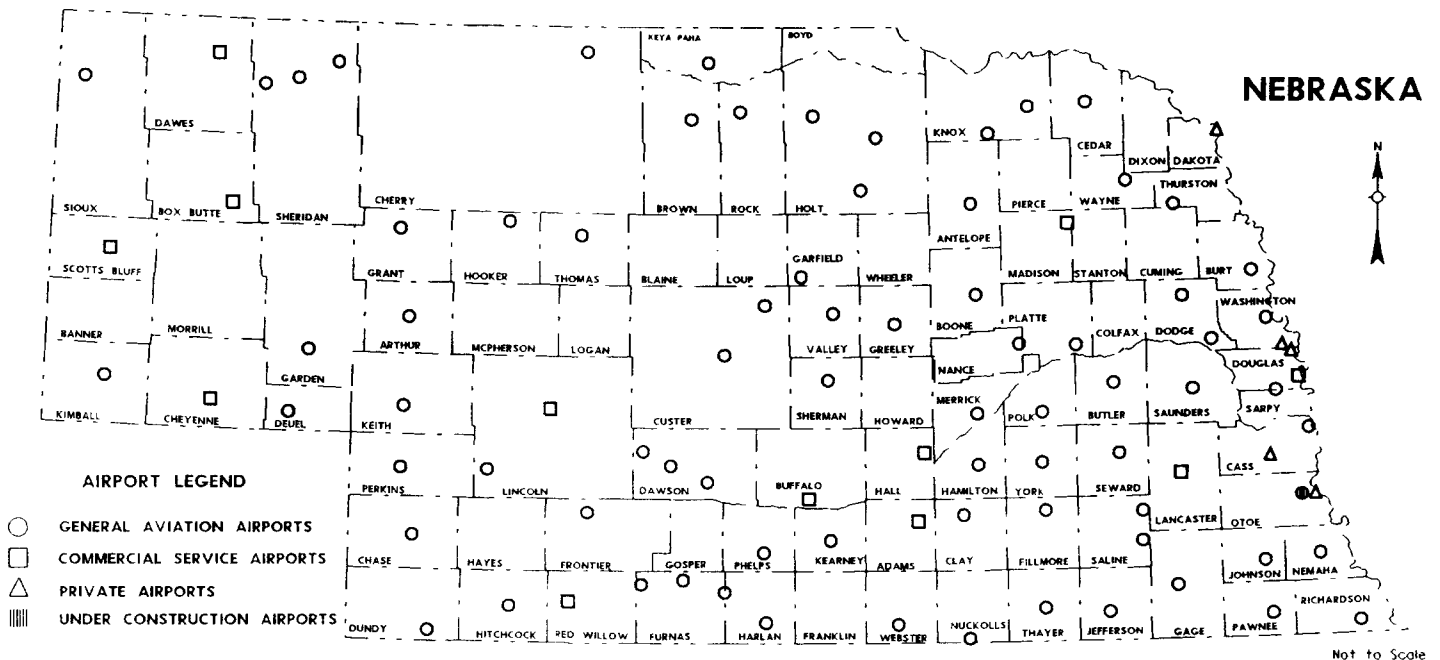 KEYA PAHA
BOYD
NEBRASKA
N
DAWES
KNOX
CEDAR
DIXON
DAKOTA
THURSTON
SIOUX
BOX BUTTE
SHERIDAN
CHERRY
BROWN
ROCK
HOLT
PIERCE
WAYNE
ANTELOPE
SCOTTS BLUFF
GRANT
HOOKER
THOMAS
BLAINE
LOUP
GARFIELD
WHEELER
MADISON
STANTON
CUMING
BURT
WASHINGTON
BANNER
MORRILL
ARTHUR
MCPHERSON
LOGAN
VALLEY
GREELEY
BOONE
PLATTE
COLFAX
DODGE
GARDEN
NANCE
DOUGLAS
KIMBALL
CHEYENNE
DEUEL
KEITH
CUSTER
SHERMAN
HOWARD
MERRICK
POLK
BUTLER
SAUNDERS
SARPY
CASS
PERKINS
LINCOLN
DAWSON
BUFFALO
HALL
HAMILTON
YORK
SEWARD
LANCASTER
OTOE
AIRPORT LEGEND
GENERAL AVIATION AIRPORTS
COMMERCIAL SERVICE AIRPORTS
PRIVATE AIRPORTS
UNDER CONSTRUCTION AIRPORTS
CHASE
HAYES
FRONTIER
GOSPER
PHELPS
KEARNEY
ADAMS
CLAY
FILLMORE
SALINE
JOHNSON
NEMAHA
DUNDY
HITCHCOCK
RED WILLOW
FURNAS
HARLAN
FRANKLIN
WEBSTER
NUCKOLLS
THAYER
JEFFERSON
GAGE
PAWNEE
RICHARDSON
Not to Scale